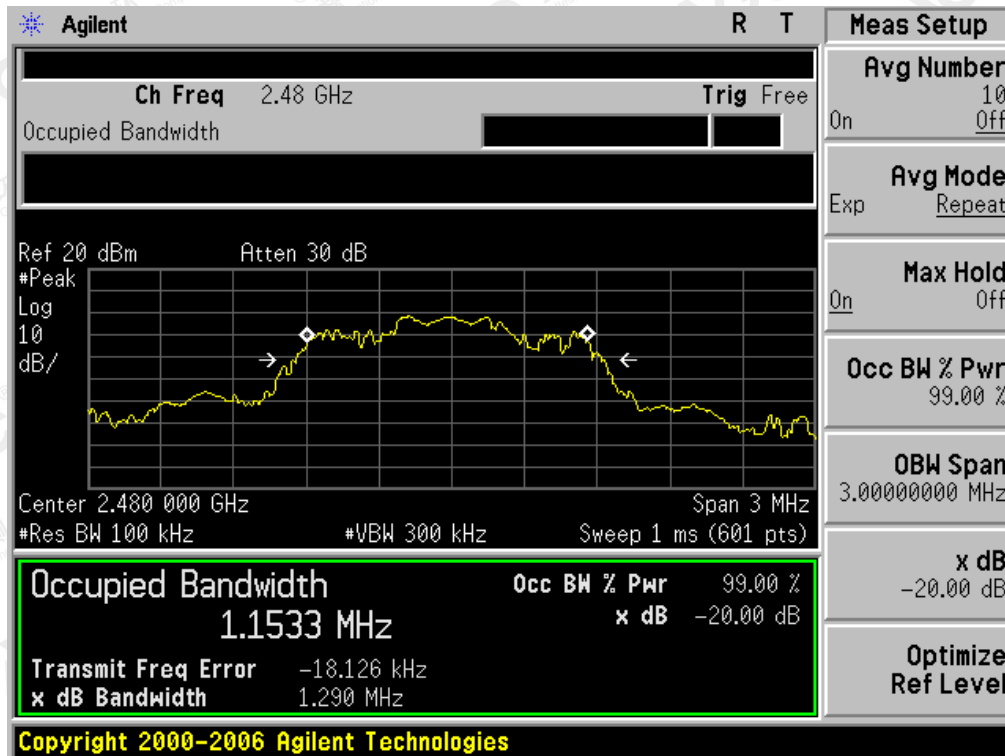 Agilent R T Meas Setup
Avg Number
10
On Off
Ch Freq 2.48 GHz Trig Free
Occupied Bandwidth
Avg Mode
Exp Repeat
Max Hold
On Off
Occ BW % Pwr
99.00 %
OBW Span
3.00000000 MHz
x dB
-20.00 dB
Optimize
Ref Level
Ref 20 dBm Atten 30 dB
#Peak
Log
10
dB/
Center 2.480 000 GHz Span 3 MHz
#Res BW 100 kHz #VBW 300 kHz Sweep 1 ms (601 pts)
Occupied Bandwidth Occ BW % Pwr 99.00 %
1.1533 MHz x dB -20.00 dB
Transmit Freq Error -18.126 kHz
x dB Bandwidth 1.290 MHz
Copyright 2000-2006 Agilent Technologies